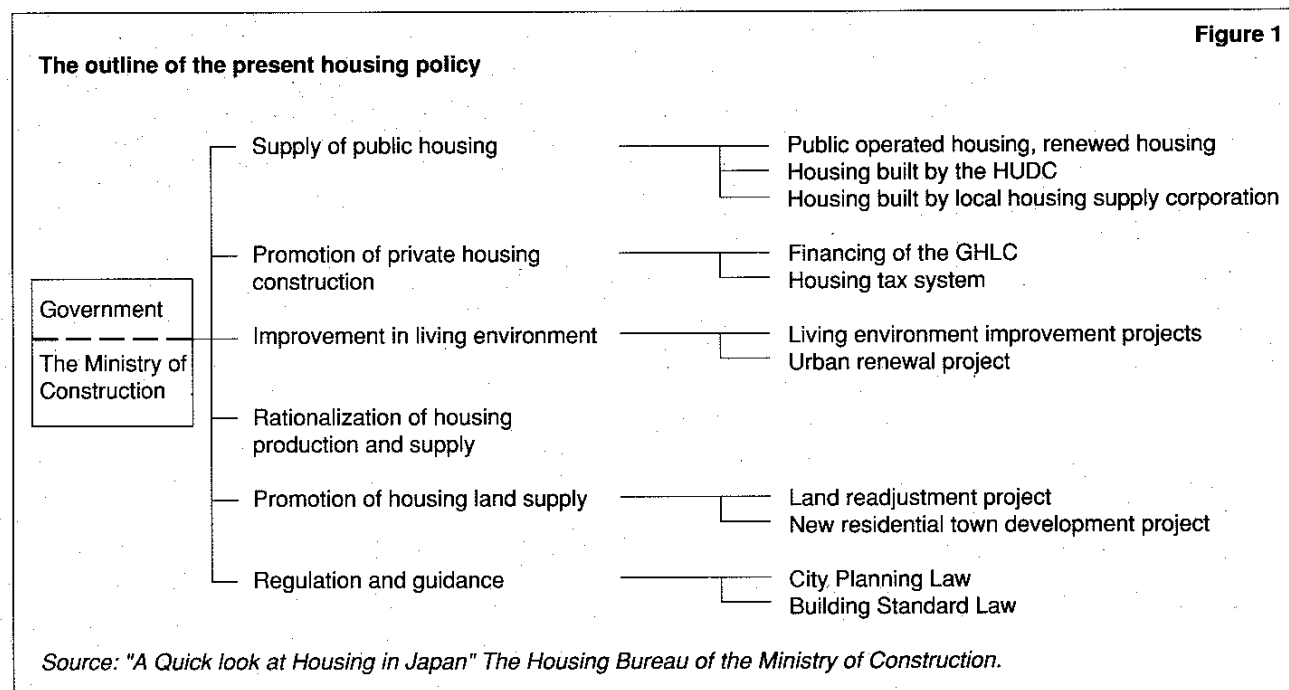 Figure 1
The outline of the present housing policy
Supply of public housing
Public operated housing, renewed housing
Housing built by the HUDC
Housing built by local housing supply corporation
Promotion of private housing
construction
Financing of the GHLC
Housing tax system
Government
The Ministry of
Construction
Improvement in living environment
Living environment improvement projects
Urban renewal project
Rationalization of housing
production and supply
Promotion of housing land supply
Land readjustment project
New residential town development project
Regulation and guidance
City Planning Law
Building Standard Law
Source: "A Quick look at Housing in Japan" The Housing Bureau of the Ministry of Construction.